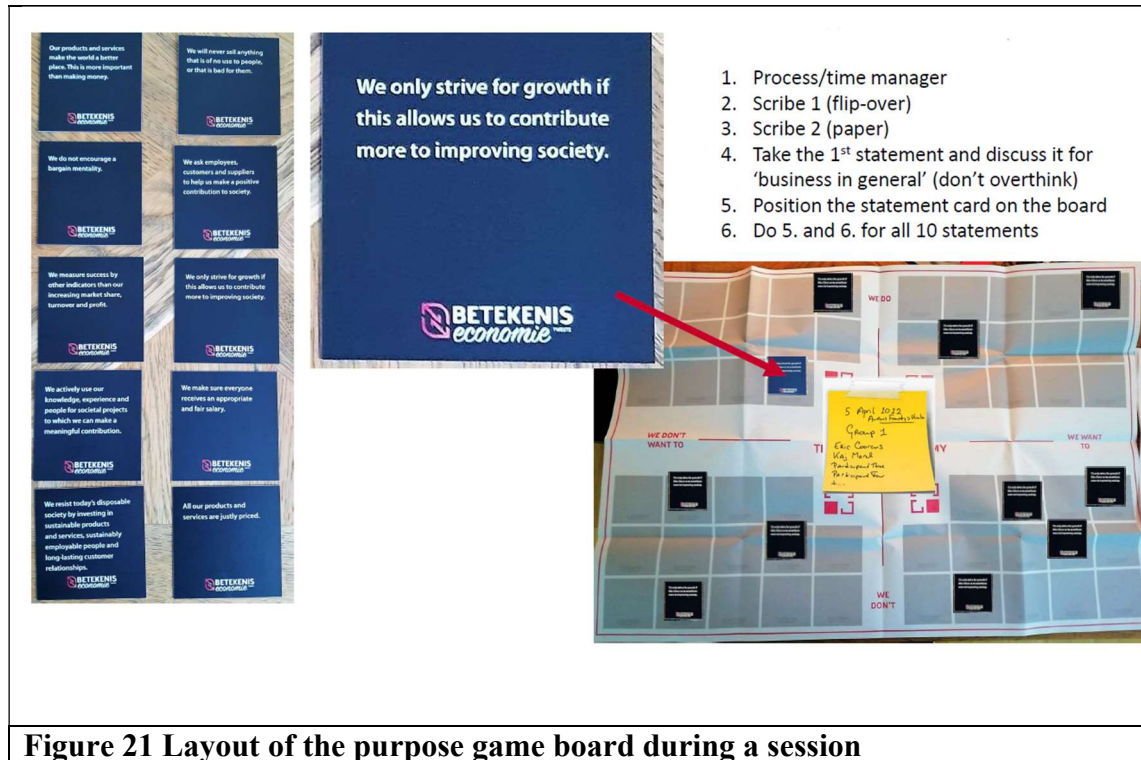 Our products and services
make the world a better
place. This is more important
than making money.
BETEKENIS
economie
We will never sell anything
that is of no use to people,
or that is bad for them.
BETEKENIS
economie
We do not encourage a
bargain mentality.
BETEKENIS
economie
We ask employees,
customers and suppliers
to help us make a positive
contribution to society.
BETEKENIS
economie
We measure success by
other indicators than our
increasing market share,
turnover and profit.
BETEKENIS
economie
We only strive for growth if
this allows us to contribute
more to improving society.
BETEKENIS
economie
We actively use our
knowledge, experience and
people for societal projects
to which we can make a
meaningful contribution.
BETEKENIS
economie
We make sure everyone
receives an appropriate
and fair salary.
BETEKENIS
economie
We resist today's disposable
society by investing in
sustainable products
and services, sustainably
employable people and
long-lasting customer
relationships.
BETEKENIS
economie
All our products and
services are justly priced.
BETEKENIS
economie
We only strive for growth if
this allows us to contribute
more to improving society.
BETEKENIS
economie TWEETS
1. Process/time manager
2. Scribe 1 (flip-over)
3. Scribe 2 (paper)
4. Take the 1st statement and discuss it for
'business in general' (don't overthink)
5. Position the statement card on the board
6. Do 5. and 6. for all 10 statements
WE DO
5 April 2022
Group 1
Participant Four
WE DON'T
WANT TO
WE WANT
TO
WE
DON'T
Figure 21 Layout of the purpose game board during a session